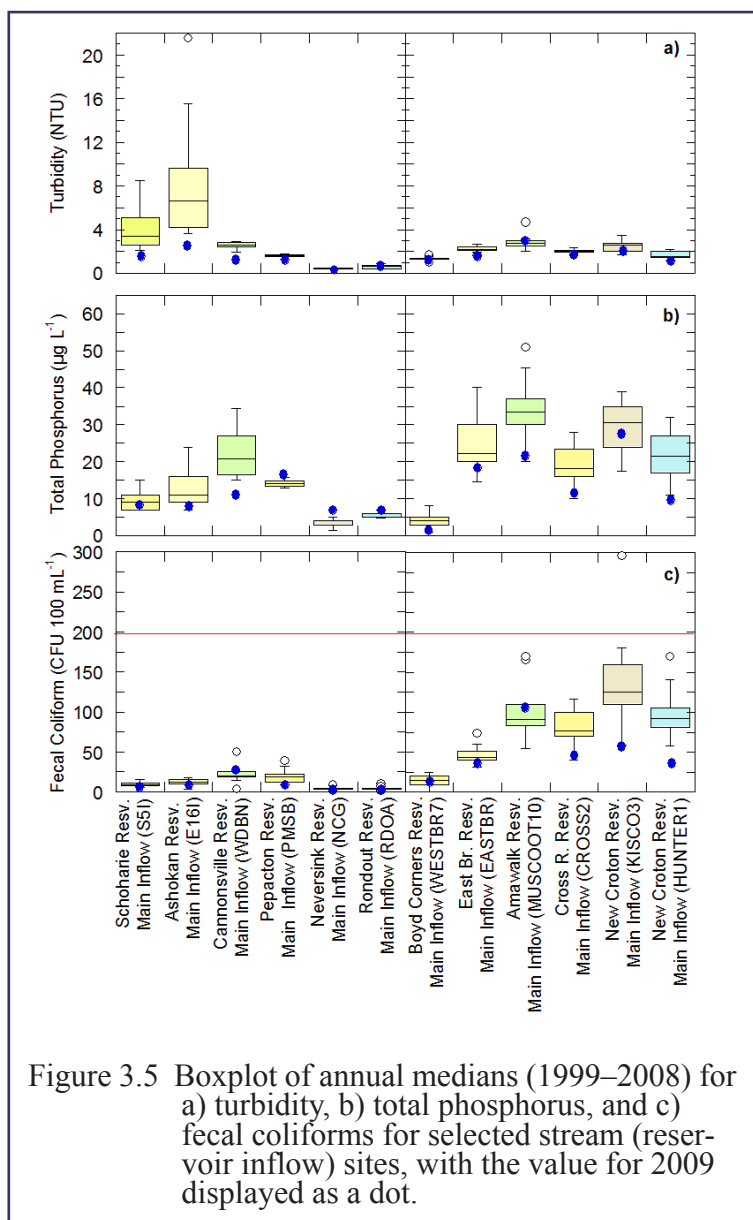 a)
22
18
14
10
6
2
0
Turbidity (NTU)
b)
60
50
40
30
20
10
0
Total Phosphorus (µg L-1)
c)
300
250
200
150
100
50
0
Fecal Coliform (CFU 100 mL-1)
Schoharie Resv.
Main Inflow (S5I)
Ashokan Resv.
Main Inflow (E16I)
Cannonsville Resv.
Main Inflow (WDBN)
Pepacton Resv.
Main Inflow (PMSB)
Neversink Resv.
Main Inflow (NCG)
Rondout Resv.
Main Inflow (RDOA)
Boyd Corners Resv.
Main Inflow (WESTBR7)
East Br. Resv.
Main Inflow (EASTBR)
Amawalk Resv.
Main Inflow (MUSCOOT10)
Cross R. Resv.
Main Inflow (CROSS2)
New Croton Resv.
Main Inflow (KISCO3)
New Croton Resv.
Main Inflow (HUNTER1)
Figure 3.5 Boxplot of annual medians (1999–2008) for
a) turbidity, b) total phosphorus, and c)
fecal coliforms for selected stream (reser-
voir inflow) sites, with the value for 2009
displayed as a dot.